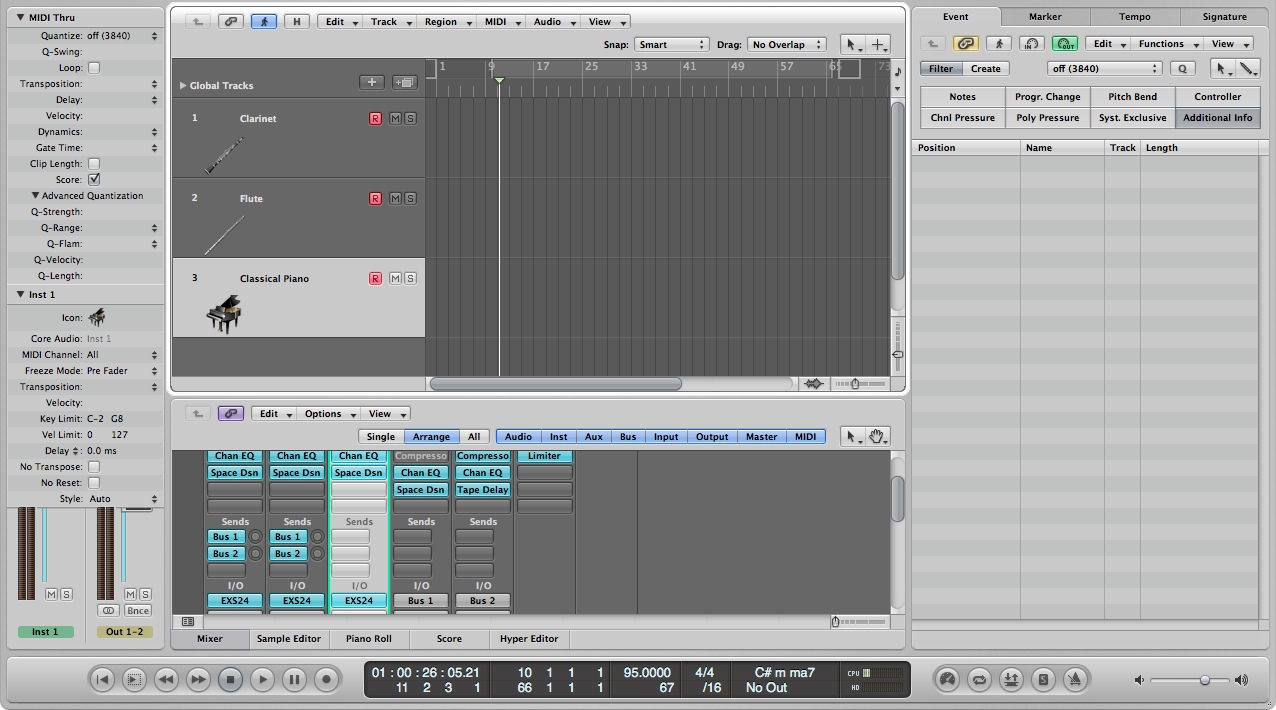 MIDI Thru
Quantize: off (3840)
Q-Swing:
Loop:
Transposition:
Delay:
Velocity:
Dynamics:
Gate Time:
Clip Length:
Score:
Advanced Quantization
Q-Strength:
Q-Range:
Q-Flam:
Q-Velocity:
Q-Length:
Inst 1
Icon:
Core Audio: Inst 1
MIDI Channel: All
Freeze Mode: Pre Fader
Transposition:
Velocity:
Key Limit: C-2 G8
Vel Limit: 0 127
Delay : 0.0 ms
No Transpose:
No Reset:
Style: Auto
M S M S
Bnce
Inst 1 Out 1-2
H Edit Track Region MIDI Audio View
Snap: Smart Drag: No Overlap
1 9 17 25 33 41 49 57 65 73
Global Tracks
1 Clarinet R M S
2 Flute R M S
3 Classical Piano R M S
Edit Options View
Single Arrange All Audio Inst Aux Bus Input Output Master MIDI
Chan EQ Chan EQ Chan EQ Compresso Compresso Limiter
Space Dsn Space Dsn Space Dsn Chan EQ Chan EQ
Space Dsn Tape Delay
Sends Sends Sends Sends Sends
Bus 1 Bus 1
Bus 2 Bus 2
I/O I/O I/O I/O I/O
EXS24 EXS24 EXS24 Bus 1 Bus 2
Mixer Sample Editor Piano Roll Score Hyper Editor
Event Marker Tempo Signature
IN OUT Edit Functions View
Filter Create off (3840) Q
Notes Progr. Change Pitch Bend Controller
Chnl Pressure Poly Pressure Syst. Exclusive Additional Info
Position Name Track Length
01 : 00 : 26 : 05.21 10 1 1 1 95.0000 4/4 C# m ma7 CPU
11 2 3 1 66 1 1 1 67 /16 No Out HD
S